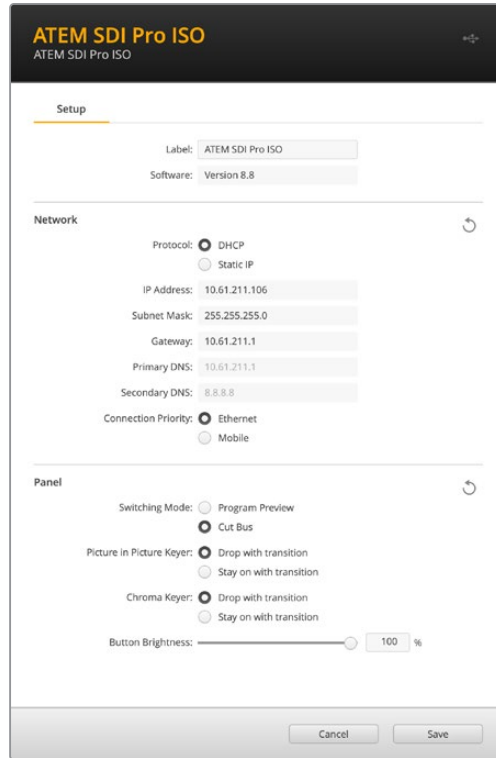 ATEM SDI Pro ISO
ATEM SDI Pro ISO
Setup
Label: ATEM SDI Pro ISO
Software: Version 8.8
Network
Protocol: DHCP
Static IP
IP Address: 10.61.211.106
Subnet Mask: 255.255.255.0
Gateway: 10.61.211.1
Primary DNS: 10.61.211.1
Secondary DNS: 8.8.8.8
Connection Priority: Ethernet
Mobile
Panel
Switching Mode: Program Preview
Cut Bus
Picture in Picture Keyer: Drop with transition
Stay on with transition
Chroma Keyer: Drop with transition
Stay on with transition
Button Brightness: 100 %
Cancel Save